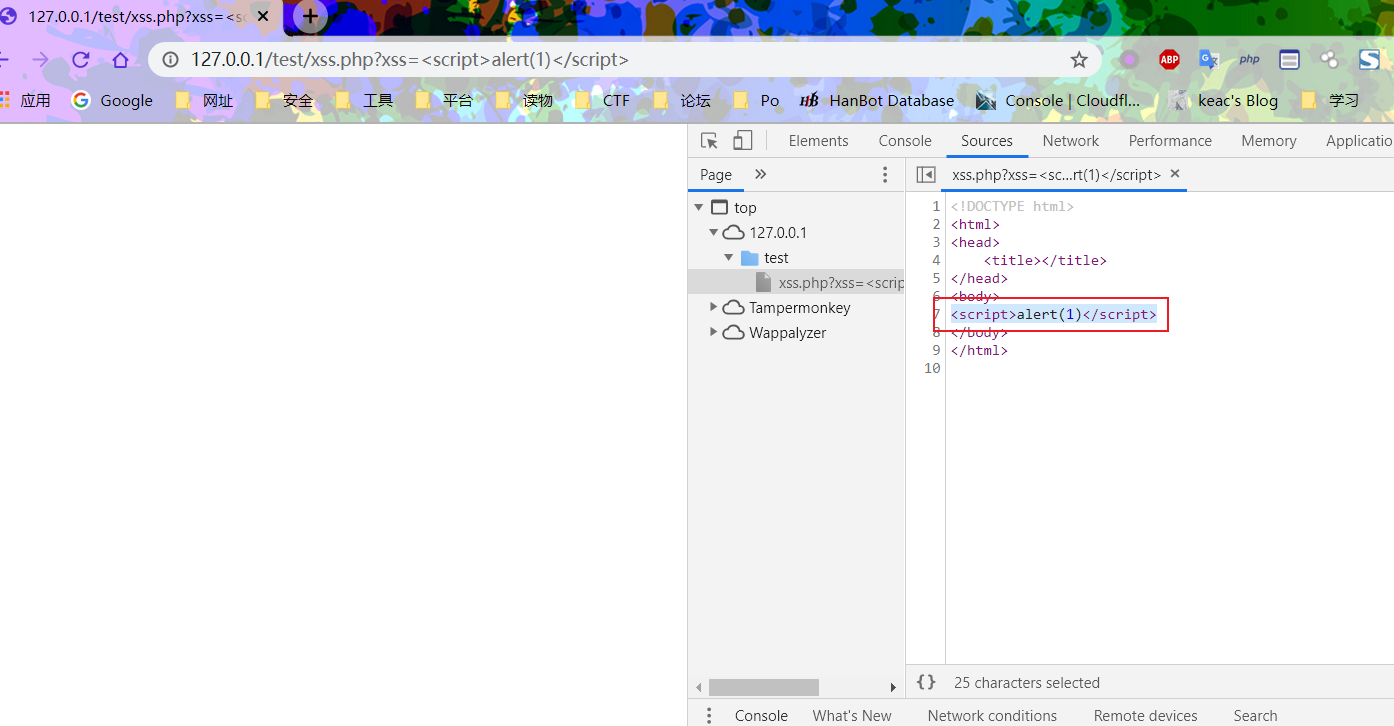 127.0.0.1/test/xss.php?xss=<sc
127.0.0.1/test/xss.php?xss=<script>alert(1)</script>
ABP
php
应用
Google
网址
安全
工具
平台
读物
CTF
论坛
Po
HB HanBot Database
Console | Cloudfl...
keac's Blog
学习
Elements Console Sources Network Performance Memory Applicatio
Page
xss.php?xss=<sc...rt(1)</script>
top
127.0.0.1
test
xss.php?xss=<scrip
Tampermonkey
Wappalyzer
1 <!DOCTYPE html>
2 <html>
3 <head>
4 <title></title>
5 </head>
6 <body>
7 <script>alert(1)</script>
8 </body>
9 </html>
10
{} 25 characters selected
Console What's New Network conditions Remote devices Search